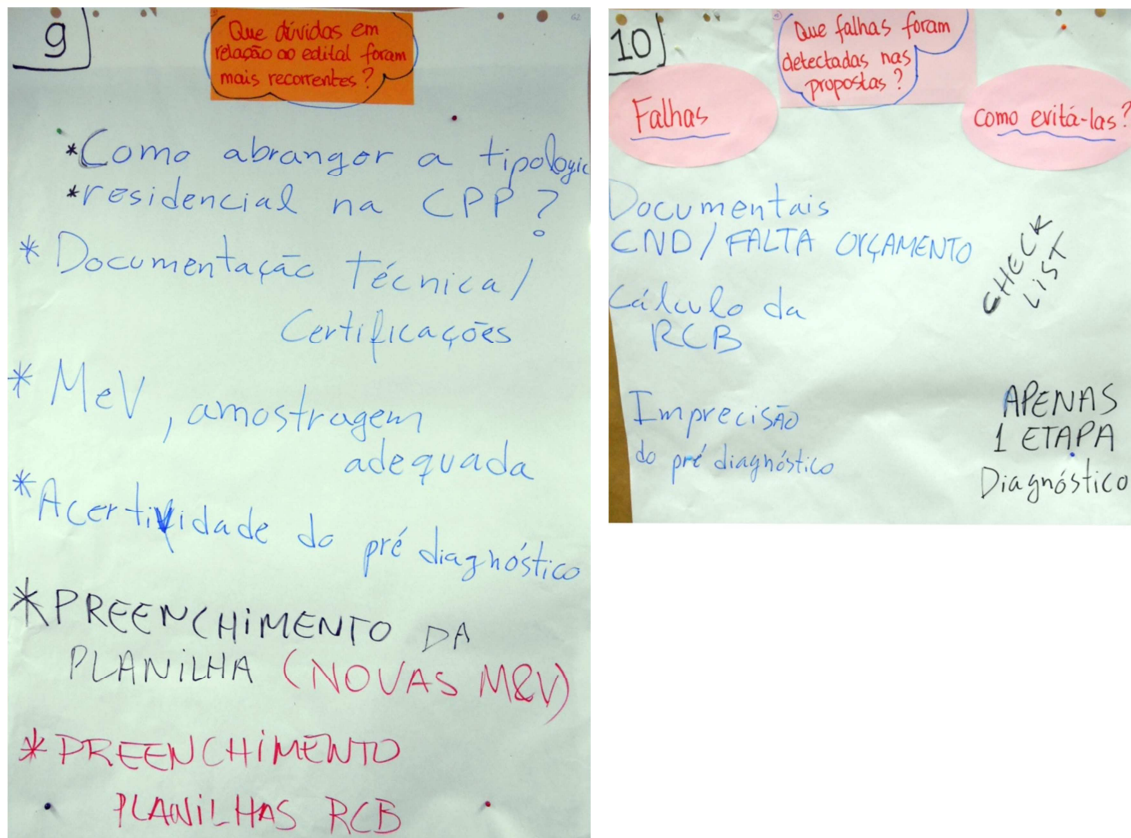 9
Que dúvidas em
relação ao edital foram
mais recorrentes?
*Como abranger a tipologia
*residencial na CPP?
* Documentação Técnica/
Certificações
* MeV, amostragem
adequada
*Acertividade do pré diagnóstico
*PREENCHiMENTO DA
PLANiLHA (NOVAS M&V)
* PREENCHiMENTO
PLANiLHAS RCB
10
Que falhas foram
detectadas nas
propostas?
Falhas
como evitá-las?
Documentais
CND/FALTA ORÇAMENTO
CHECK
LiST
Cálculo da
RCB
Imprecisão
do pré diagnóstico
APENAS
1 ETAPA
Diagnóstico